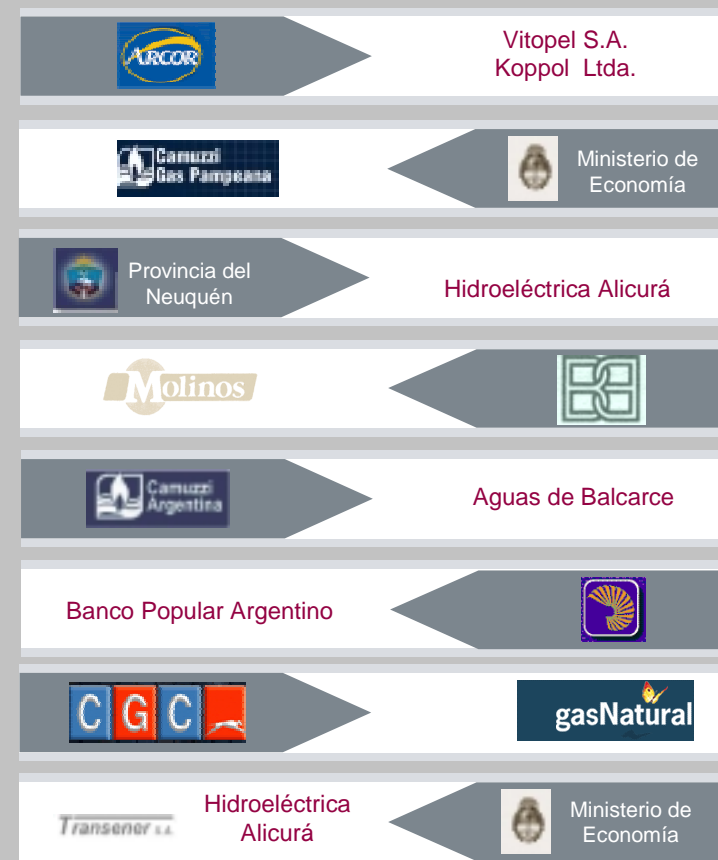 ARCOR
Vitopel S.A.
Koppol Ltda.
Camuzzi
Gas Pampeana
Ministerio de
Economía
Provincia del
Neuquén
Hidroeléctrica Alicurá
Molinos
Camuzzi
Argentina
Aguas de Balcarce
Banco Popular Argentino
CGC
gasNatural
Transener S.A.
Hidroeléctrica
Alicurá
Ministerio de
Economía